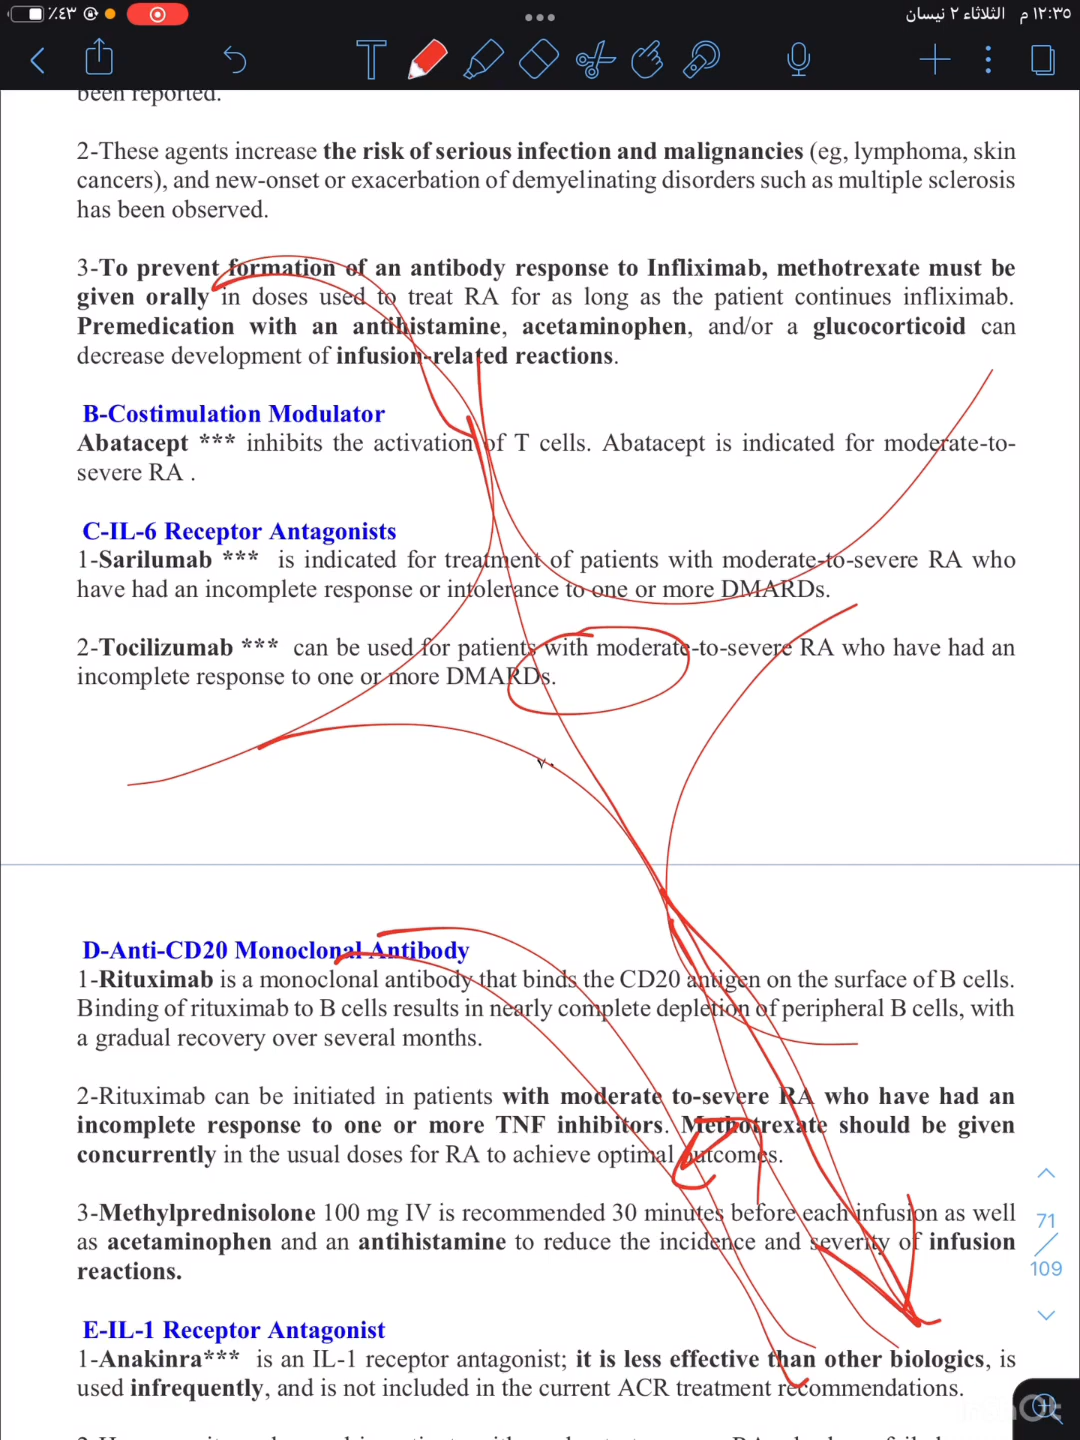 ٪٤٣
١٢:٣٥ م الثلاثاء ٢ نيسان
been reported.
2-These agents increase the risk of serious infection and malignancies (eg, lymphoma, skin
cancers), and new-onset or exacerbation of demyelinating disorders such as multiple sclerosis
has been observed.
3-To prevent formation of an antibody response to Infliximab, methotrexate must be
given orally in doses used to treat RA for as long as the patient continues infliximab.
Premedication with an antihistamine, acetaminophen, and/or a glucocorticoid can
decrease development of infusion-related reactions.
B-Costimulation Modulator
Abatacept *** inhibits the activation of T cells. Abatacept is indicated for moderate-to-
severe RA .
C-IL-6 Receptor Antagonists
1-Sarilumab *** is indicated for treatment of patients with moderate-to-severe RA who
have had an incomplete response or intolerance to one or more DMARDs.
2-Tocilizumab *** can be used for patients with moderate-to-severe RA who have had an
incomplete response to one or more DMARDs.
٧٠
D-Anti-CD20 Monoclonal Antibody
1-Rituximab is a monoclonal antibody that binds the CD20 antigen on the surface of B cells.
Binding of rituximab to B cells results in nearly complete depletion of peripheral B cells, with
a gradual recovery over several months.
2-Rituximab can be initiated in patients with moderate to-severe RA who have had an
incomplete response to one or more TNF inhibitors. Methotrexate should be given
concurrently in the usual doses for RA to achieve optimal outcomes.
3-Methylprednisolone 100 mg IV is recommended 30 minutes before each infusion as well
as acetaminophen and an antihistamine to reduce the incidence and severity of infusion
reactions.
71
109
E-IL-1 Receptor Antagonist
1-Anakinra*** is an IL-1 receptor antagonist; it is less effective than other biologics, is
used infrequently, and is not included in the current ACR treatment recommendations.